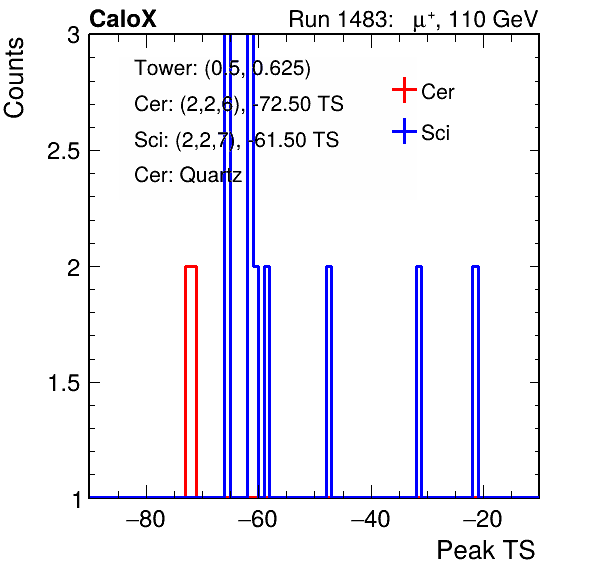 CaloX Run 1483: μ⁺, 110 GeV
Counts
3
2.5
2
1.5
1
Tower: (0.5, 0.625)
Cer: (2,2,6), -72.50 TS
Sci: (2,2,7), -61.50 TS
Cer: Quartz
Cer
Sci
−80 −60 −40 −20
Peak TS